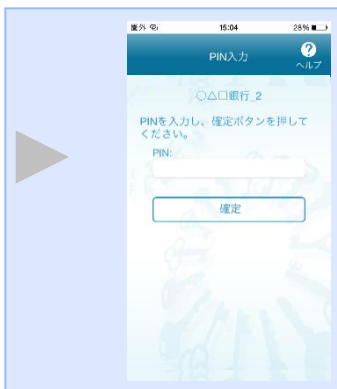 圏外
15:04
28%
PIN入力
?
ヘルプ
○△□銀行_2
PINを入力し、確定ボタンを押して
ください。
PIN:
確定